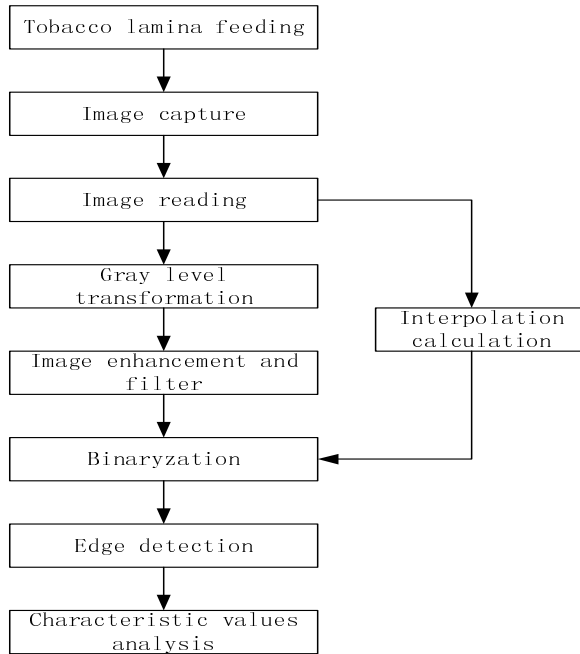 Tobacco lamina feeding
Image capture
Image reading
Gray level
transformation
Interpolation
calculation
Image enhancement and
filter
Binaryzation
Edge detection
Characteristic values
analysis